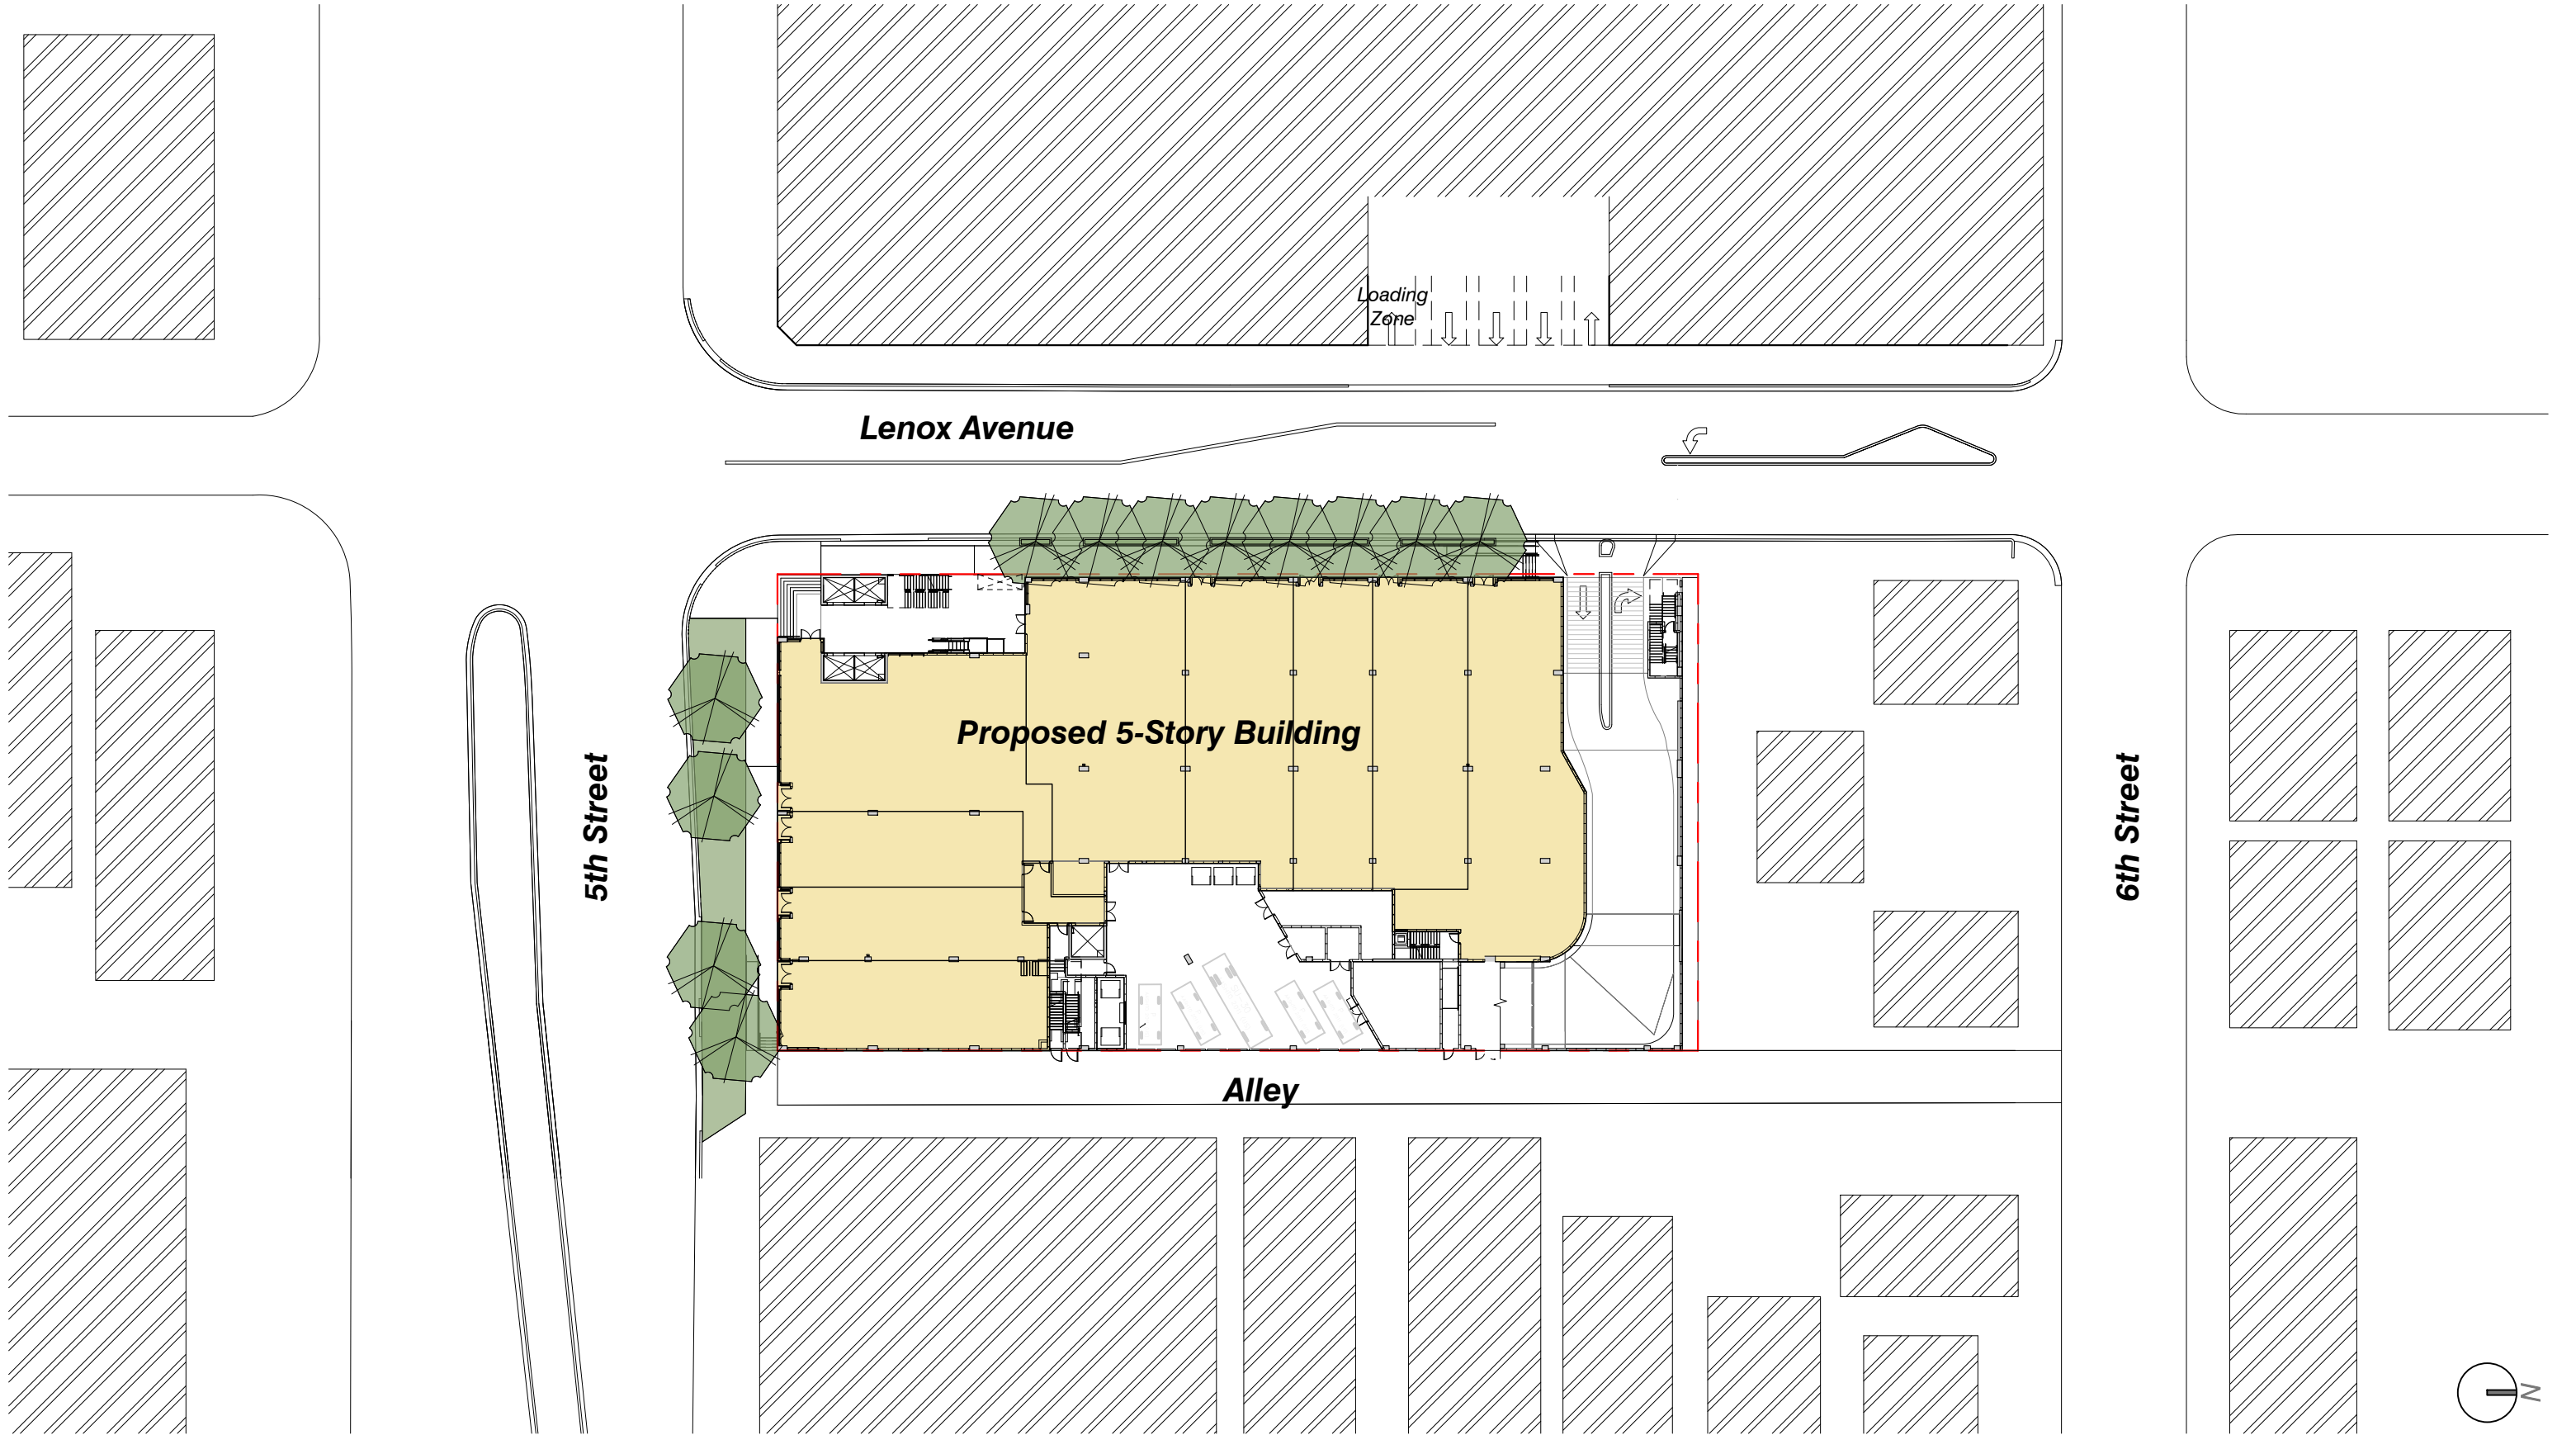 Loading
Zone
Lenox Avenue
Proposed 5-Story Building
5th Street
6th Street
Alley
N